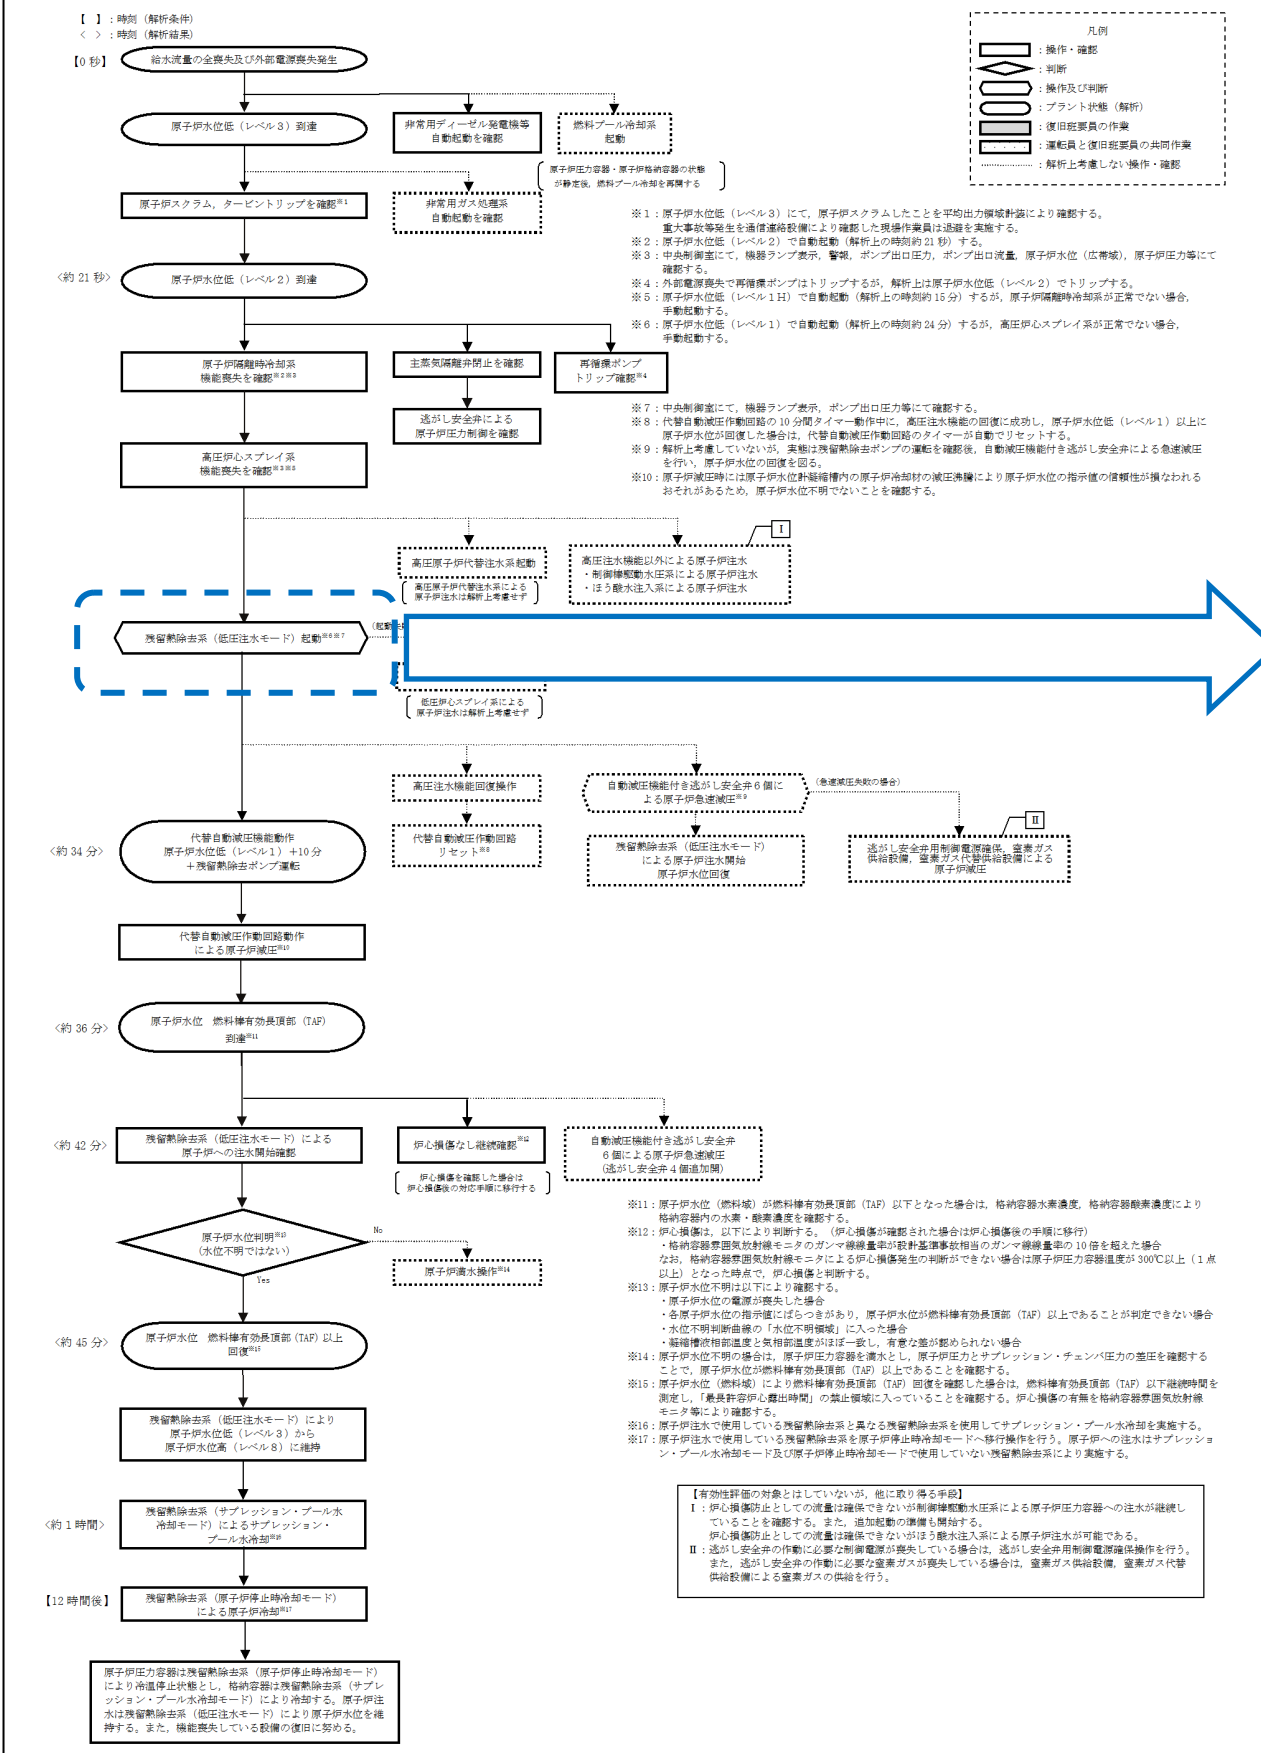 【　】：時刻（解析条件）
＜　＞：時刻（解析結果）
【0 秒】
給水流量の全喪失及び外部電源喪失発生
原子炉水位低（レベル３）到達
非常用ディーゼル発電機等
自動起動を確認
燃料プール冷却系
起動
原子炉圧力容器・原子炉格納容器の状態
が静定後，燃料プール冷却を再開する
原子炉スクラム，タービントリップを確認※1
非常用ガス処理系
自動起動を確認
〈約 21 秒〉
原子炉水位低（レベル２）到達
原子炉隔離時冷却系
機能喪失を確認※2※3
主蒸気隔離弁閉止を確認
再循環ポンプ
トリップ確認※4
逃がし安全弁による
原子炉圧力制御を確認
高圧炉心スプレイ系
機能喪失を確認※3※5
高圧原子炉代替注水系起動
高圧原子炉代替注水系による
原子炉注水は解析上考慮せず
Ⅰ
高圧注水機能以外による原子炉注水
・制御棒駆動水圧系による原子炉注水
・ほう酸水注入系による原子炉注水
残留熱除去系（低圧注水モード）起動※6※7
（起動
低圧炉心スプレイ系による
原子炉注水は解析上考慮せず
高圧注水機能回復操作
代替自動減圧作動回路
リセット※8
自動減圧機能付き逃がし安全弁６個に
よる原子炉急速減圧※9
（急速減圧失敗の場合）
残留熱除去系（低圧注水モード）
による原子炉注水開始
原子炉水位回復
Ⅱ
逃がし安全弁用制御電源確保，窒素ガス
供給設備，窒素ガス代替供給設備による
原子炉減圧
〈約 34 分〉
代替自動減圧機能動作
原子炉水位低（レベル１）＋10 分
＋残留熱除去ポンプ運転
代替自動減圧作動回路動作
による原子炉減圧※10
〈約 36 分〉
原子炉水位　燃料棒有効長頂部（TAF）
到達※11
〈約 42 分〉
残留熱除去系（低圧注水モード）による
原子炉への注水開始確認
炉心損傷なし継続確認※12
炉心損傷を確認した場合は
炉心損傷後の対応手順に移行する
自動減圧機能付き逃がし安全弁
６個による原子炉急速減圧
（逃がし安全弁４個追加開）
原子炉水位判明※13
（水位不明ではない）
No
Yes
原子炉満水操作※14
〈約 45 分〉
原子炉水位　燃料棒有効長頂部（TAF）以上
回復※15
残留熱除去系（低圧注水モード）により
原子炉水位低（レベル３）から
原子炉水位高（レベル８）に維持
〈約１時間〉
残留熱除去系（サプレッション・プール水
冷却モード）によるサプレッション・
プール水冷却※16
【12 時間後】
残留熱除去系（原子炉停止時冷却モード）
による原子炉冷却※17
原子炉圧力容器は残留熱除去系（原子炉停止時冷却モード）
により冷温停止状態とし，格納容器は残留熱除去系（サプレ
ッション・プール水冷却モード）により冷却する。原子炉注
水は残留熱除去系（低圧注水モード）により原子炉水位を維
持する。また，機能喪失している設備の復旧に努める。
凡例
：操作・確認
：判断
：操作及び判断
：プラント状態（解析）
：復旧班要員の作業
：運転員と復旧班要員の共同作業
：解析上考慮しない操作・確認
※１：原子炉水位低（レベル３）にて，原子炉スクラムしたことを平均出力領域計装により確認する。
重大事故等発生を通信連絡設備により確認した現場作業員は退避を実施する。
※２：原子炉水位低（レベル２）で自動起動（解析上の時刻約 21 秒）する。
※３：中央制御室にて，機器ランプ表示，警報，ポンプ出口圧力，ポンプ出口流量，原子炉水位（広帯域），原子炉圧力等にて
確認する。
※４：外部電源喪失で再循環ポンプはトリップするが，解析上は原子炉水位低（レベル２）でトリップする。
※５：原子炉水位低（レベル１Ｈ）で自動起動（解析上の時刻約 15 分）するが，原子炉隔離時冷却系が正常でない場合，
手動起動する。
※６：原子炉水位低（レベル１）で自動起動（解析上の時刻約 24 分）するが，高圧炉心スプレイ系が正常でない場合，
手動起動する。
※７：中央制御室にて，機器ランプ表示，ポンプ出口圧力等にて確認する。
※８：代替自動減圧作動回路の 10 分間タイマー動作中に，高圧注水機能の回復に成功し，原子炉水位低（レベル１）以上に
原子炉水位が回復した場合は，代替自動減圧作動回路のタイマーが自動でリセットする。
※９：解析上考慮していないが，実態は残留熱除去ポンプの運転を確認後，自動減圧機能付き逃がし安全弁による急速減圧
を行い，原子炉水位の回復を図る。
※10：原子炉減圧時には原子炉水位計凝縮槽内の原子炉冷却材の減圧沸騰により原子炉水位の指示値の信頼性が損なわれる
おそれがあるため，原子炉水位不明でないことを確認する。
※11：原子炉水位（燃料域）が燃料棒有効長頂部（TAF）以下となった場合は，格納容器水素濃度，格納容器酸素濃度により
格納容器内の水素・酸素濃度を確認する。
※12：炉心損傷は，以下により判断する。（炉心損傷が確認された場合は炉心損傷後の手順に移行）
・格納容器雰囲気放射線モニタのガンマ線線量率が設計基準事故相当のガンマ線線量率の 10 倍を超えた場合
なお，格納容器雰囲気放射線モニタによる炉心損傷発生の判断ができない場合は原子炉圧力容器温度が 300℃以上（１点
以上）となった時点で，炉心損傷と判断する。
※13：原子炉水位不明は以下により確認する。
・原子炉水位の電源が喪失した場合
・各原子炉水位の指示値にばらつきがあり，原子炉水位が燃料棒有効長頂部（TAF）以上であることが判定できない場合
・水位不明判断曲線の「水位不明領域」に入った場合
・凝縮槽液相部温度と気相部温度がほぼ一致し，有意な差が認められない場合
※14：原子炉水位不明の場合は，原子炉圧力容器を満水とし，原子炉圧力とサプレッション・チェンバ圧力の差圧を確認する
ことで，原子炉水位が燃料棒有効長頂部（TAF）以上であることを確認する。
※15：原子炉水位（燃料域）により燃料棒有効長頂部（TAF）回復を確認した場合は，燃料棒有効長頂部（TAF）以下継続時間を
測定し，「最長許容炉心露出時間」の禁止領域に入っていることを確認する。炉心損傷の有無を格納容器雰囲気放射線
モニタ等により確認する。
※16：原子炉注水で使用している残留熱除去系と異なる残留熱除去系を使用してサプレッション・プール水冷却を実施する。
※17：原子炉注水で使用している残留熱除去系を原子炉停止時冷却モードへ移行操作を行う。原子炉への注水はサプレッショ
ン・プール水冷却モード及び原子炉停止時冷却モードで使用していない残留熱除去系により実施する。
【有効性評価の対象とはしていないが，他に取り得る手段】
Ⅰ：炉心損傷防止としての流量は確保できないが制御棒駆動水圧系による原子炉圧力容器への注水が継続し
ていることを確認する。また，追加起動の準備も開始する。
炉心損傷防止としての流量は確保できないがほう酸水注入系による原子炉注水が可能である。
Ⅱ：逃がし安全弁の作動に必要な制御電源が喪失している場合は，逃がし安全弁用制御電源確保操作を行う。
また，逃がし安全弁の作動に必要な窒素ガスが喪失している場合は，窒素ガス供給設備，窒素ガス代替
供給設備による窒素ガスの供給を行う。